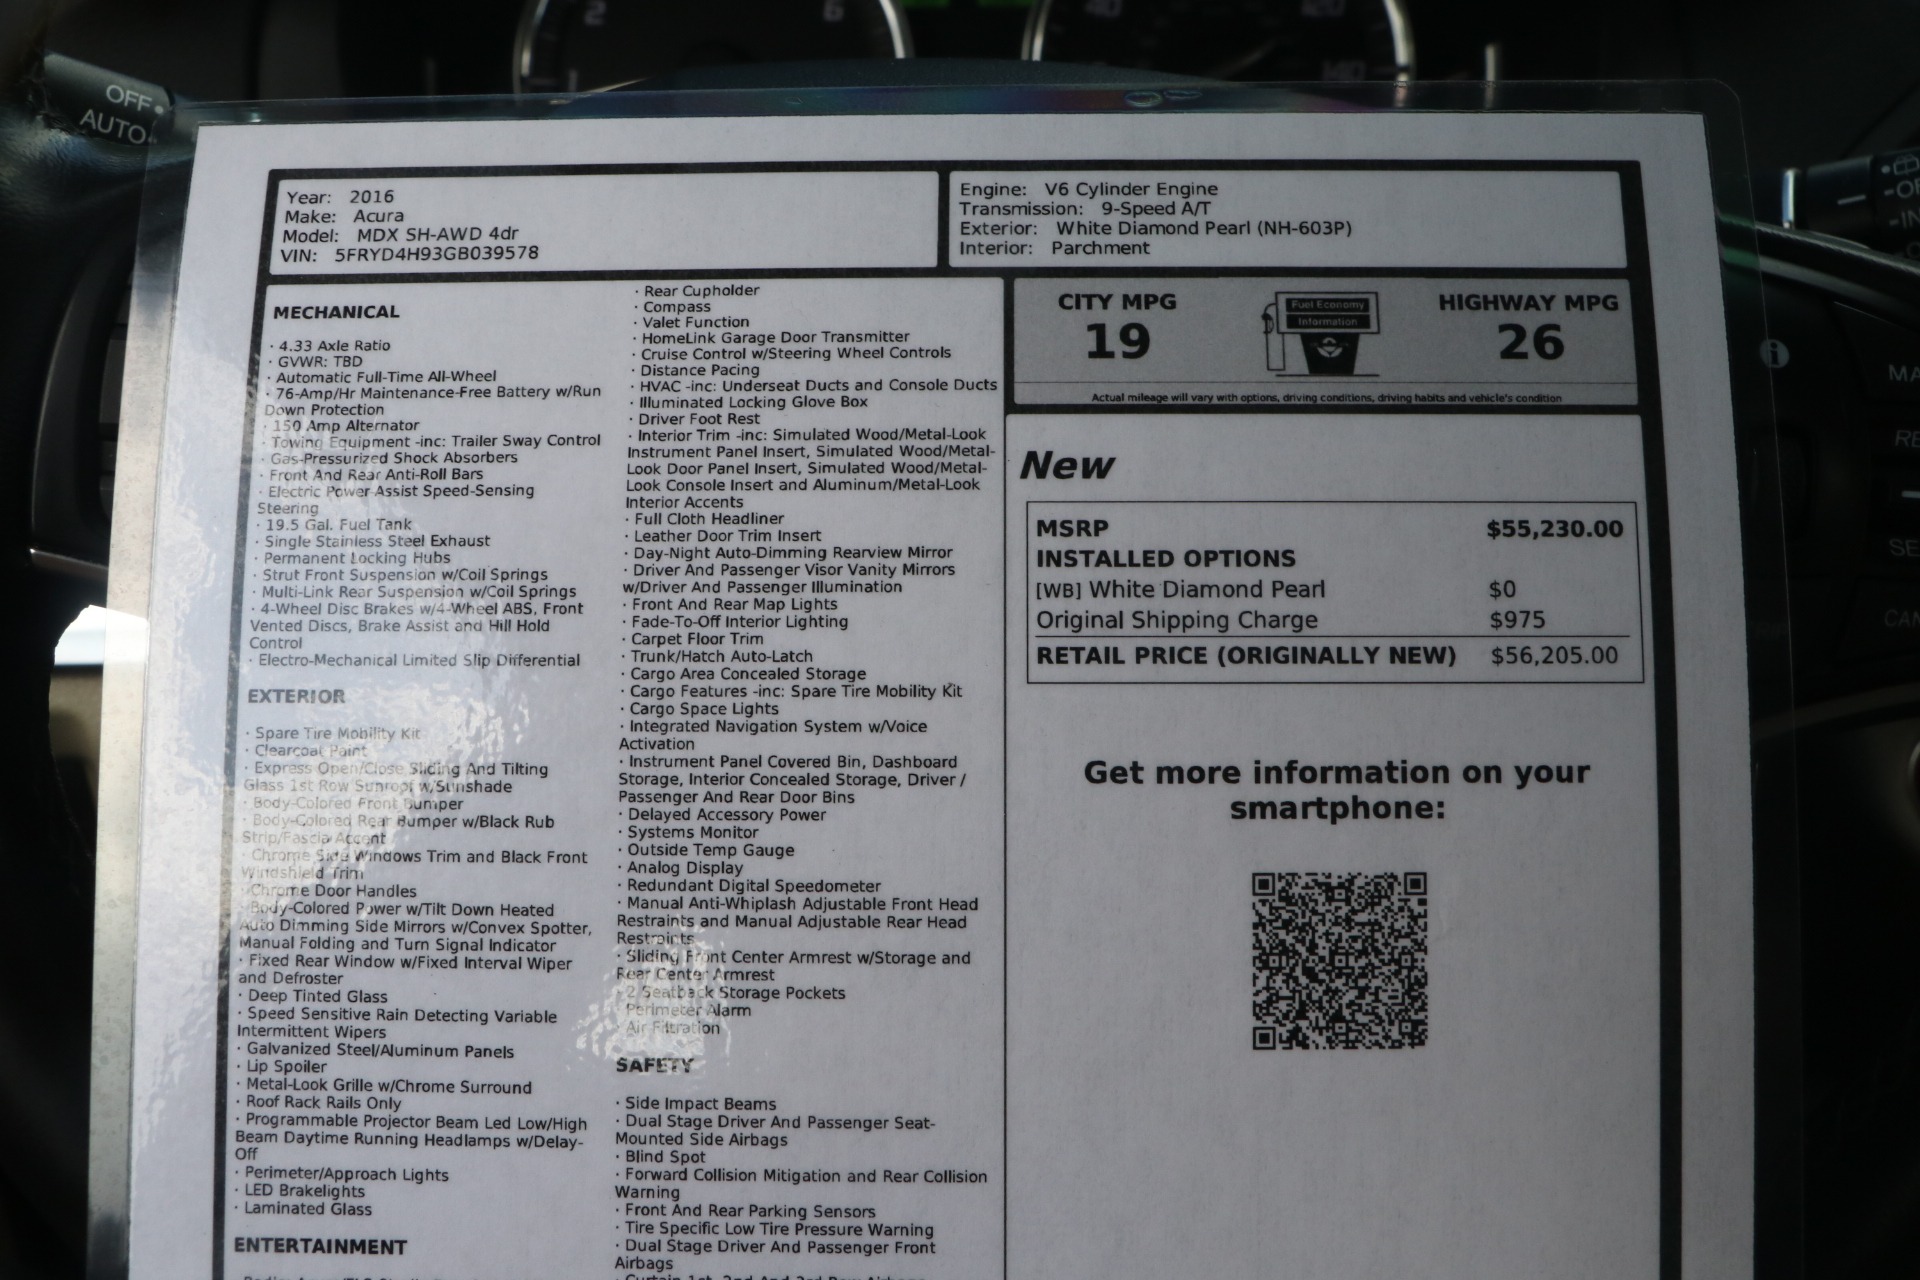 2
6
40
120
140
OFF
AUTO
Year: 2016
Make: Acura
Model: MDX SH-AWD 4dr
VIN: 5FRYD4H93GB039578
Engine: V6 Cylinder Engine
Transmission: 9-Speed A/T
Exterior: White Diamond Pearl (NH-603P)
Interior: Parchment
MECHANICAL
· 4.33 Axle Ratio
· GVWR: TBD
· Automatic Full-Time All-Wheel
· 76-Amp/Hr Maintenance-Free Battery w/Run
Down Protection
· 150 Amp Alternator
· Towing Equipment -inc: Trailer Sway Control
· Gas-Pressurized Shock Absorbers
· Front And Rear Anti-Roll Bars
· Electric Power-Assist Speed-Sensing
Steering
· 19.5 Gal. Fuel Tank
· Single Stainless Steel Exhaust
· Permanent Locking Hubs
· Strut Front Suspension w/Coil Springs
· Multi-Link Rear Suspension w/Coil Springs
· 4-Wheel Disc Brakes w/4-Wheel ABS, Front
Vented Discs, Brake Assist and Hill Hold
Control
· Electro-Mechanical Limited Slip Differential
EXTERIOR
· Spare Tire Mobility Kit
· Clearcoat Paint
· Express Open/Close Sliding And Tilting
Glass 1st Row Sunroof w/Sunshade
· Body-Colored Front Bumper
· Body-Colored Rear Bumper w/Black Rub
Strip/Fascia Accent
· Chrome Side Windows Trim and Black Front
Windshield Trim
· Chrome Door Handles
· Body-Colored Power w/Tilt Down Heated
Auto Dimming Side Mirrors w/Convex Spotter,
Manual Folding and Turn Signal Indicator
· Fixed Rear Window w/Fixed Interval Wiper
and Defroster
· Deep Tinted Glass
· Speed Sensitive Rain Detecting Variable
Intermittent Wipers
· Galvanized Steel/Aluminum Panels
· Lip Spoiler
· Metal-Look Grille w/Chrome Surround
· Roof Rack Rails Only
· Programmable Projector Beam Led Low/High
Beam Daytime Running Headlamps w/Delay-
Off
· Perimeter/Approach Lights
· LED Brakelights
· Laminated Glass
ENTERTAINMENT
· Rear Cupholder
· Compass
· Valet Function
· HomeLink Garage Door Transmitter
· Cruise Control w/Steering Wheel Controls
· Distance Pacing
· HVAC -inc: Underseat Ducts and Console Ducts
· Illuminated Locking Glove Box
· Driver Foot Rest
· Interior Trim -inc: Simulated Wood/Metal-Look
Instrument Panel Insert, Simulated Wood/Metal-
Look Door Panel Insert, Simulated Wood/Metal-
Look Console Insert and Aluminum/Metal-Look
Interior Accents
· Full Cloth Headliner
· Leather Door Trim Insert
· Day-Night Auto-Dimming Rearview Mirror
· Driver And Passenger Visor Vanity Mirrors
w/Driver And Passenger Illumination
· Front And Rear Map Lights
· Fade-To-Off Interior Lighting
· Carpet Floor Trim
· Trunk/Hatch Auto-Latch
· Cargo Area Concealed Storage
· Cargo Features -inc: Spare Tire Mobility Kit
· Cargo Space Lights
· Integrated Navigation System w/Voice
Activation
· Instrument Panel Covered Bin, Dashboard
Storage, Interior Concealed Storage, Driver /
Passenger And Rear Door Bins
· Delayed Accessory Power
· Systems Monitor
· Outside Temp Gauge
· Analog Display
· Redundant Digital Speedometer
· Manual Anti-Whiplash Adjustable Front Head
Restraints and Manual Adjustable Rear Head
Restraints
· Sliding Front Center Armrest w/Storage and
Rear Center Armrest
· 2 Seatback Storage Pockets
· Perimeter Alarm
· Air Filtration
SAFETY
· Side Impact Beams
· Dual Stage Driver And Passenger Seat-
Mounted Side Airbags
· Blind Spot
· Forward Collision Mitigation and Rear Collision
Warning
· Front And Rear Parking Sensors
· Tire Specific Low Tire Pressure Warning
· Dual Stage Driver And Passenger Front
Airbags
CITY MPG
19
Fuel Economy
Information
HIGHWAY MPG
26
Actual mileage will vary with options, driving conditions, driving habits and vehicle's condition
New
MSRP $55,230.00
INSTALLED OPTIONS
[WB] White Diamond Pearl $0
Original Shipping Charge $975
RETAIL PRICE (ORIGINALLY NEW) $56,205.00
Get more information on your
smartphone: